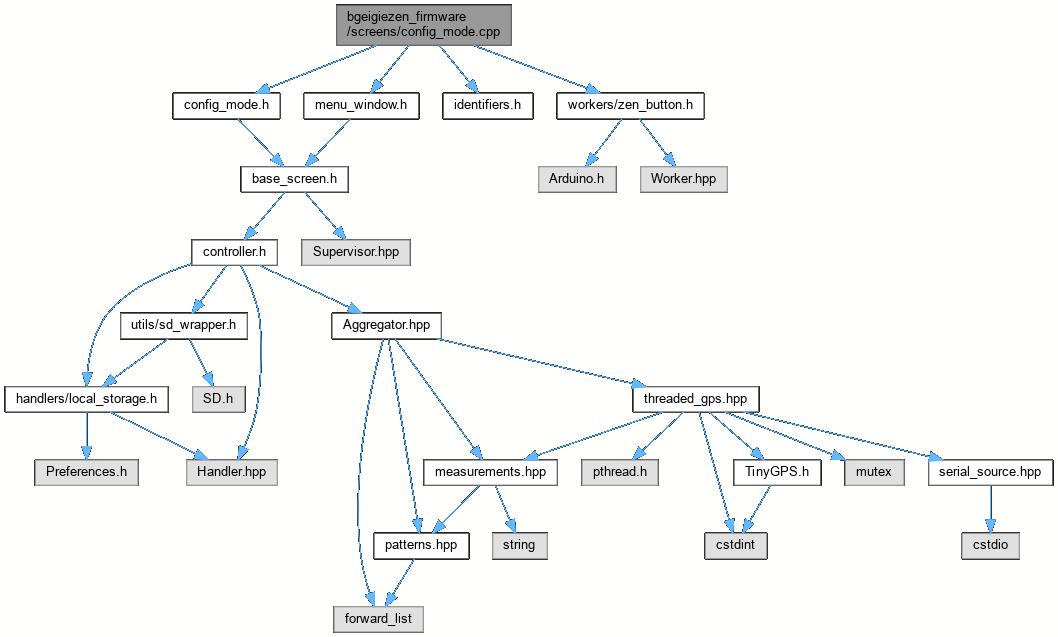 bgeigiezen_firmware
/screens/config_mode.cpp
config_mode.h
menu_window.h
identifiers.h
workers/zen_button.h
base_screen.h
Arduino.h
Worker.hpp
controller.h
Supervisor.hpp
utils/sd_wrapper.h
Aggregator.hpp
handlers/local_storage.h
SD.h
threaded_gps.hpp
Preferences.h
Handler.hpp
measurements.hpp
pthread.h
TinyGPS.h
mutex
serial_source.hpp
patterns.hpp
string
cstdint
cstdio
forward_list